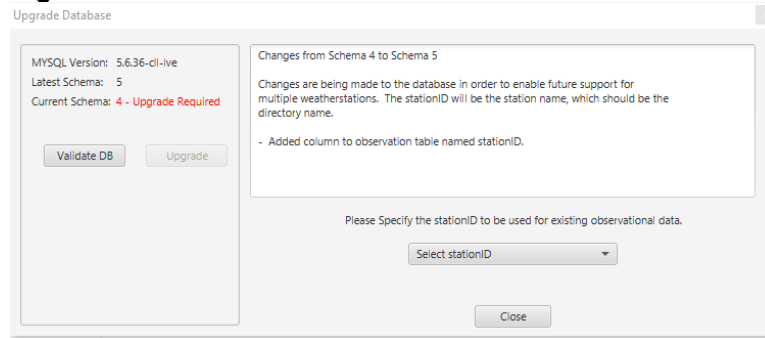 Upgrade Database
MYSQL Version: 5.6.36-cll-lve
Latest Schema: 5
Current Schema: 4 - Upgrade Required
Validate DB
Upgrade
Changes from Schema 4 to Schema 5
Changes are being made to the database in order to enable future support for
multiple weatherstations. The stationID will be the station name, which should be the
directory name.
- Added column to observation table named stationID.
Please Specify the stationID to be used for existing observational data.
Select stationID
Close